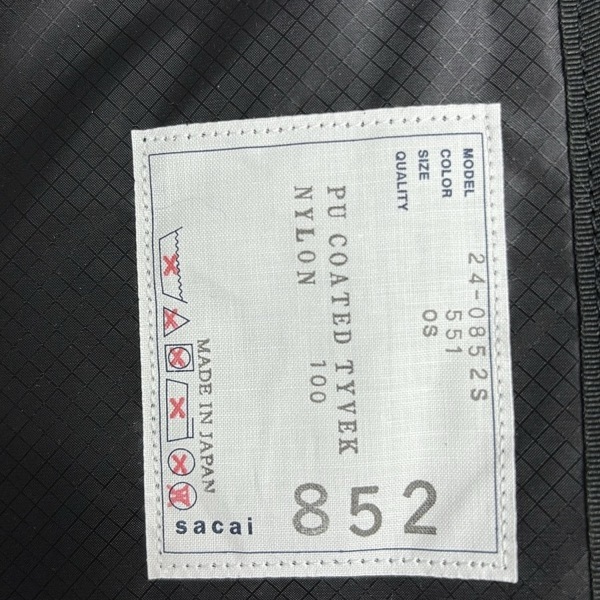 MODEL 24-0852S
COLOR 551
SIZE OS
QUALITY
PU COATED TYVEK
NYLON 100
852
MADE IN JAPAN
sacai